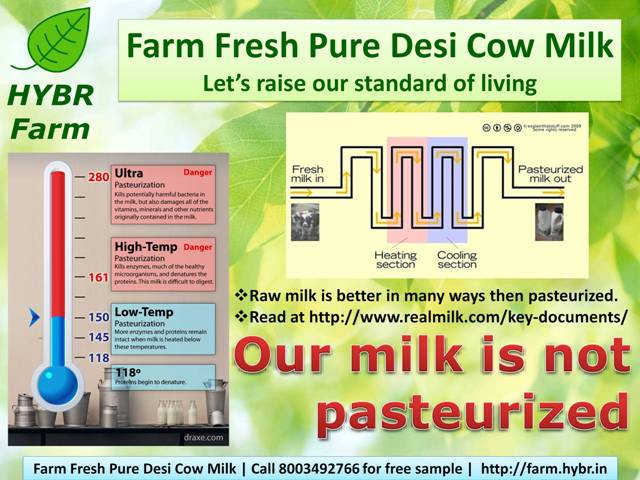 HYBR
Farm
Farm Fresh Pure Desi Cow Milk
Let's raise our standard of living
280
Ultra
Danger
Pasteurization
Kills potentially harmful bacteria in
the milk, but also damages all of the
vitamins, minerals and other nutrients
originally contained in the milk.
High-Temp
Danger
Pasteurization
161
Kills enzymes, much of the healthy
microorganisms, and denatures the
proteins. This milk is difficult to digest.
150
Low-Temp
Pasteurization
145
More enzymes and proteins remain
intact when milk is heated below
these temperatures.
118
118º
Proteins begin to denature.
draxe.com
© explainthatstuff.com 2009
Some rights reserved
Fresh
milk in
Pasteurized
milk out
Heating
section
Cooling
section
❖Raw milk is better in many ways then pasteurized.
❖Read at http://www.realmilk.com/key-documents/
Our milk is not
pasteurized
Farm Fresh Pure Desi Cow Milk | Call 8003492766 for free sample | http://farm.hybr.in